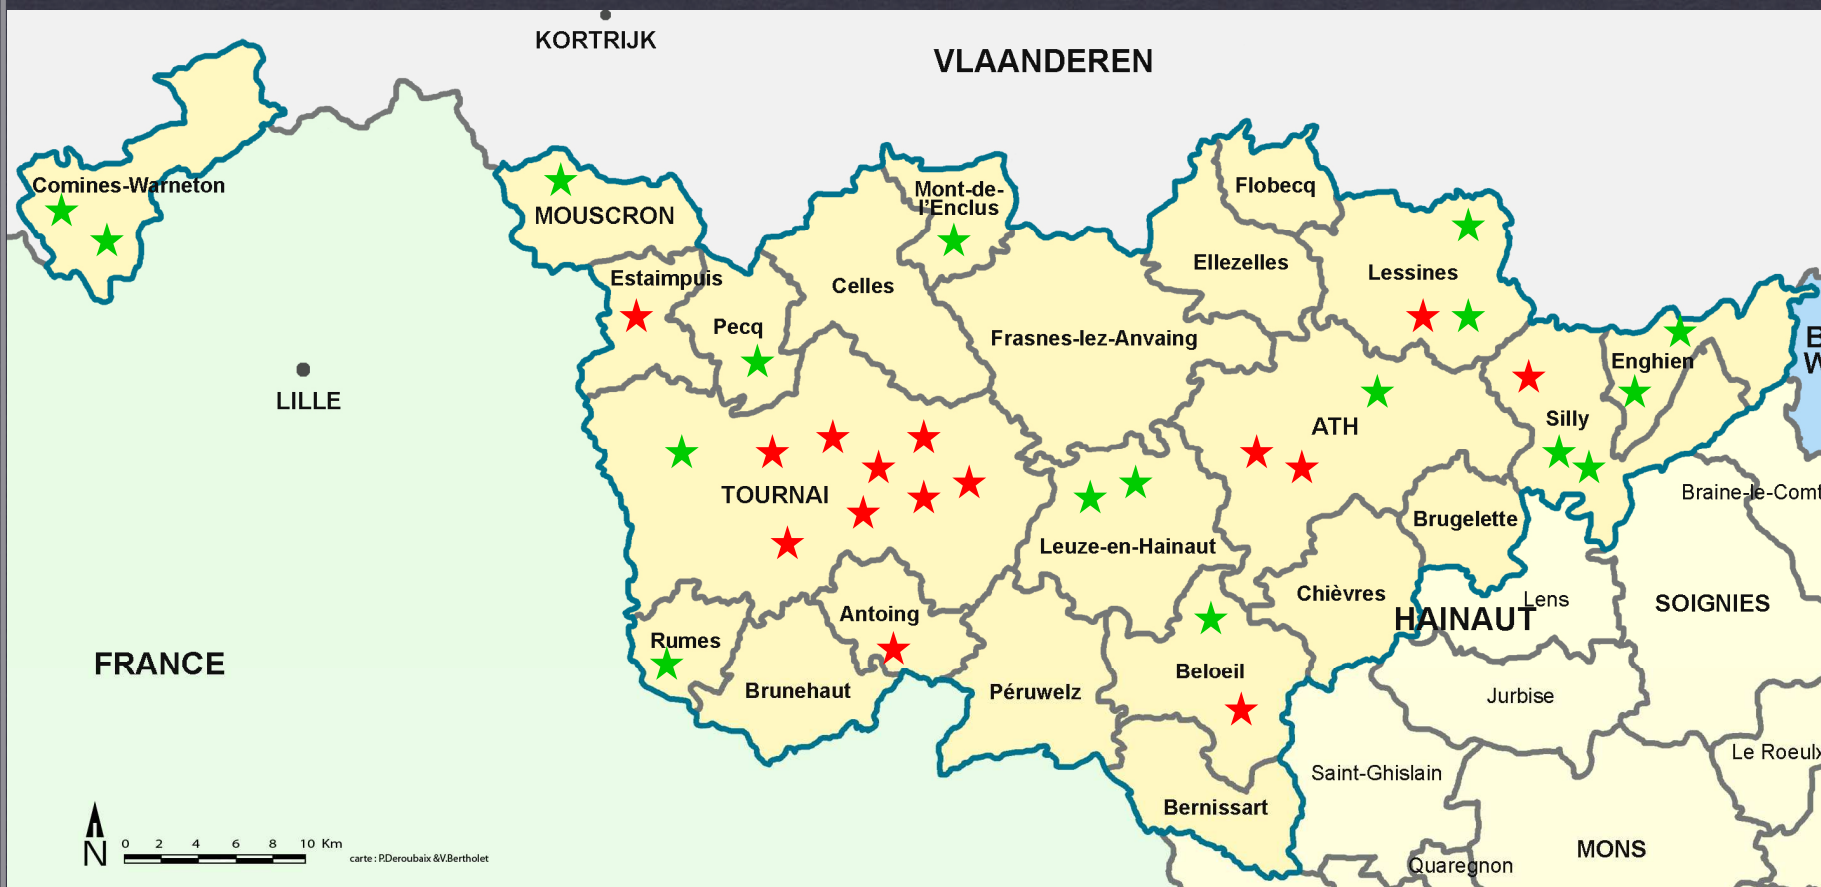 KORTRIJK
VLAANDEREN
Comines-Warneton
MOUSCRON
Mont-de-
l'Enclus
Flobecq
Estaimpuis
Celles
Ellezelles
Lessines
Pecq
Frasnes-lez-Anvaing
B
W
Enghien
LILLE
Silly
ATH
TOURNAI
Braine-le-Comt
Brugelette
Leuze-en-Hainaut
Chièvres
Lens
SOIGNIES
HAINAUT
Antoing
Rumes
FRANCE
Beloeil
Brunehaut
Péruwelz
Jurbise
Le Roeulx
Saint-Ghislain
Bernissart
N
0 2 4 6 8 10 Km
carte : P.Deroubaix &V.Bertholet
MONS
Quaregnon